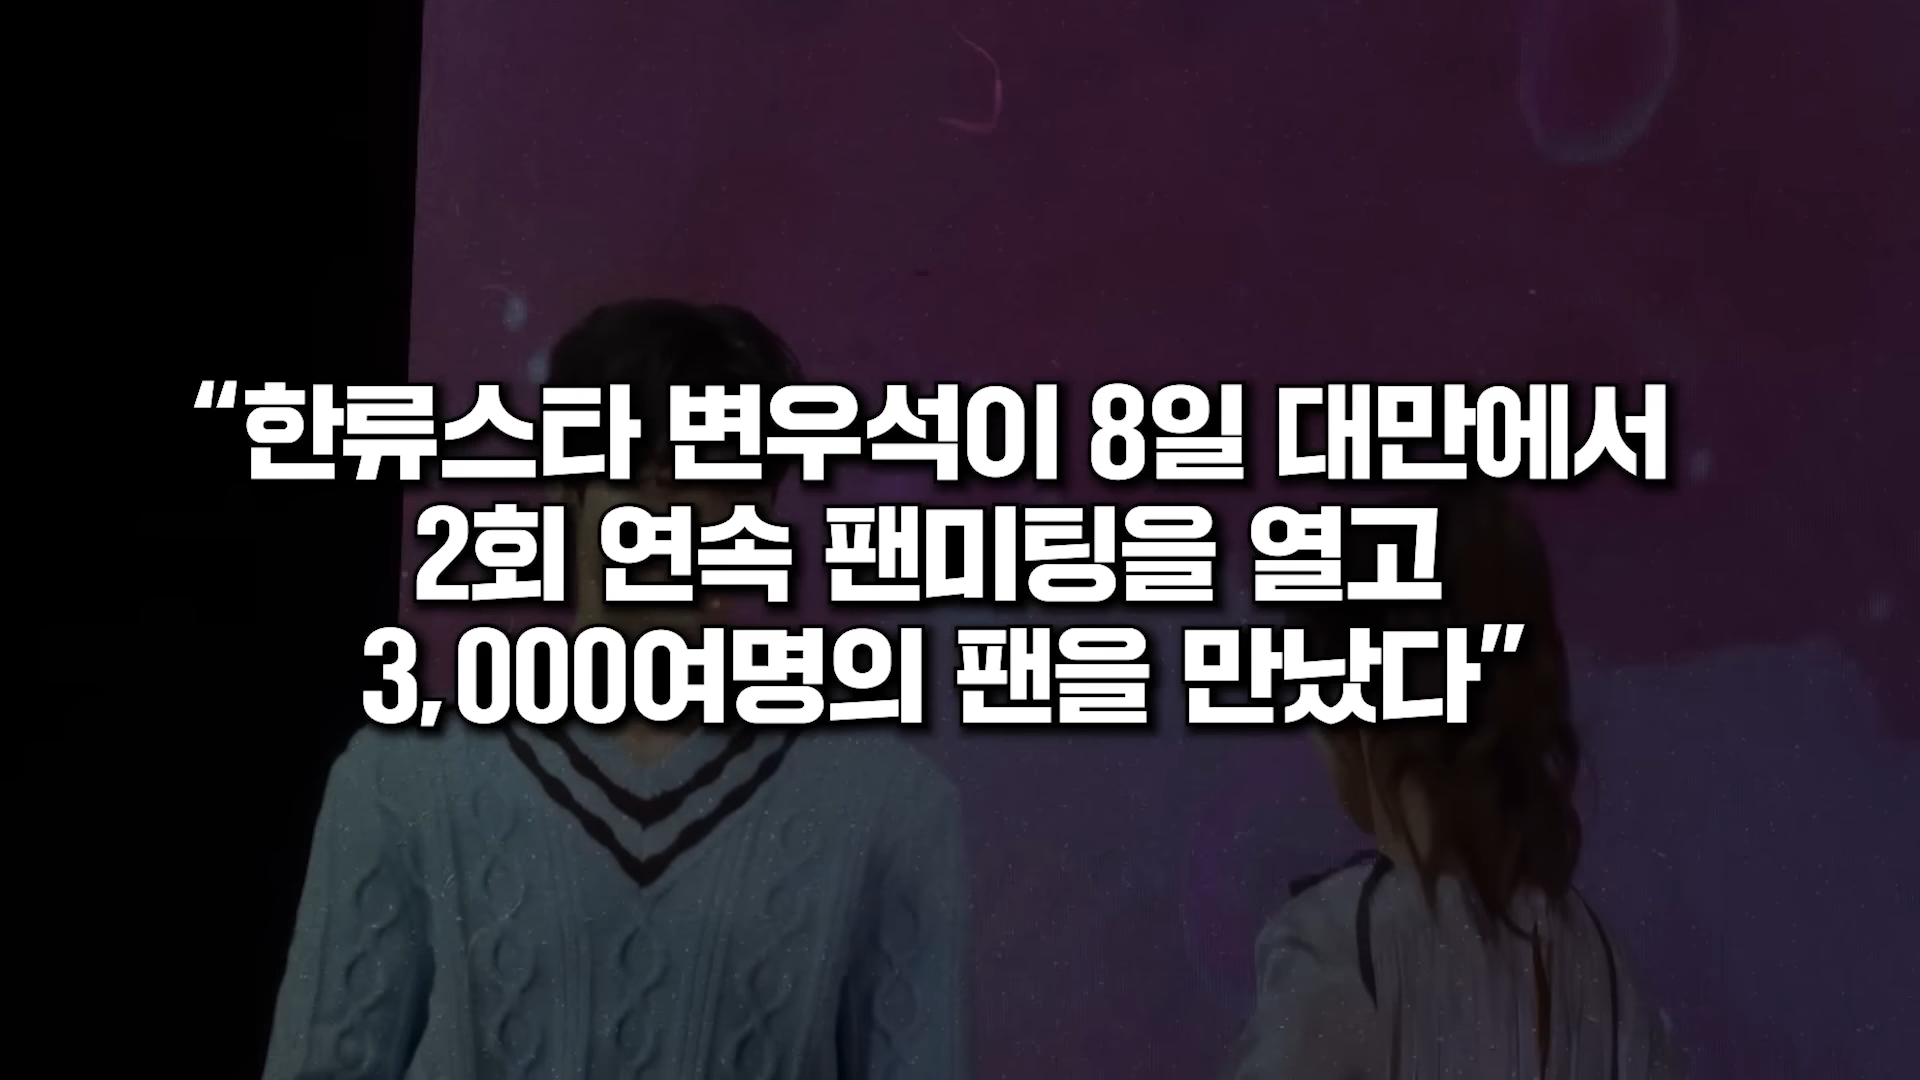 “한류스타 변우석이 8일 대만에서
2회 연속 팬미팅을 열고
3,000여명의 팬을 만났다”